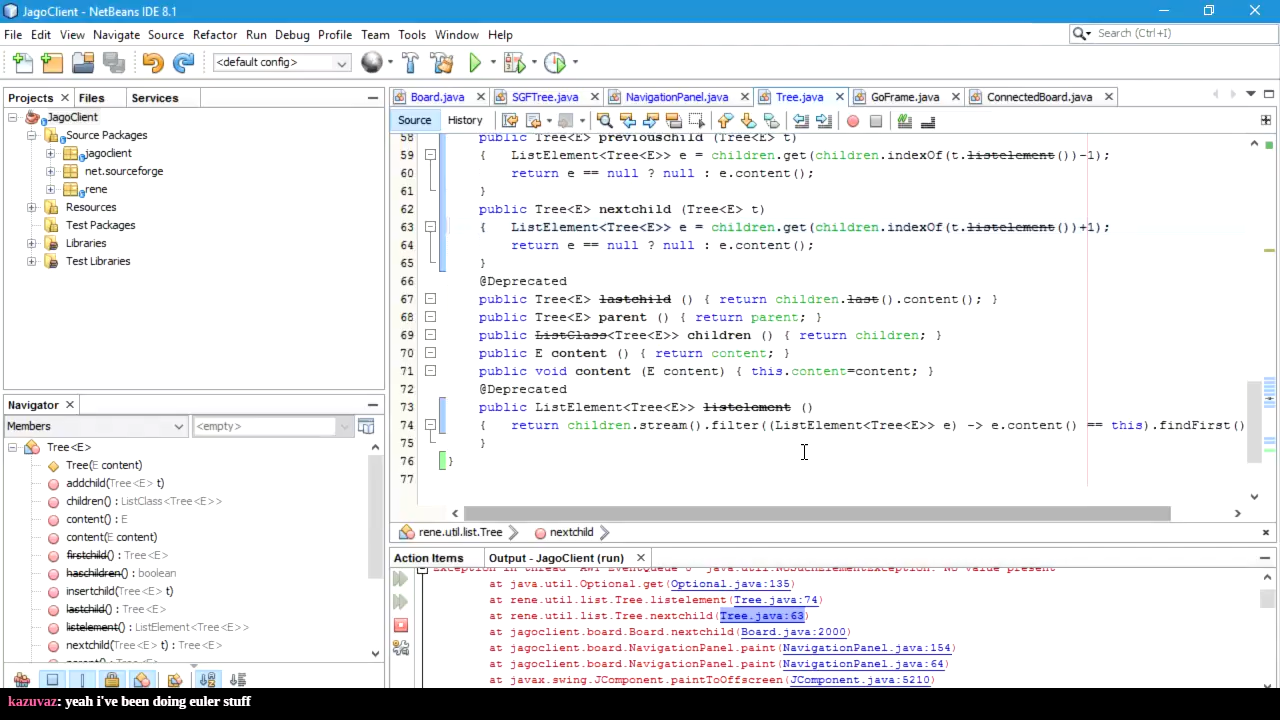 JagoClient - NetBeans IDE 8.1
File Edit View Navigate Source Refactor Run Debug Profile Team Tools Window Help
Search (Ctrl+I)
<default config>
Projects Files Services
Board.java SGFTree.java NavigationPanel.java Tree.java GoFrame.java ConnectedBoard.java
Source History
JagoClient
Source Packages
jagoclient
net.sourceforge
rene
Resources
Test Packages
Libraries
Test Libraries
58 public Tree<E> previouschild (Tree<E> t)
59 { ListElement<Tree<E>> e = children.get(children.indexOf(t.listelement())-1);
60 return e == null ? null : e.content();
61 }
62 public Tree<E> nextchild (Tree<E> t)
63 { ListElement<Tree<E>> e = children.get(children.indexOf(t.listelement())+1);
64 return e == null ? null : e.content();
65 }
66 @Deprecated
67 public Tree<E> lastchild () { return children.last().content(); }
68 public Tree<E> parent () { return parent; }
69 public ListClass<Tree<E>> children () { return children; }
70 public E content () { return content; }
71 public void content (E content) { this.content=content; }
72 @Deprecated
73 public ListElement<Tree<E>> listelement ()
74 { return children.stream().filter((ListElement<Tree<E>> e) -> e.content() == this).findFirst()
75 }
76 }
77
Navigator
Members <empty>
Tree<E>
Tree(E content)
addchild(Tree<E> t)
children() : ListClass<Tree<E>>
content() : E
content(E content)
firstchild() : Tree<E>
haschildren() : boolean
insertchild(Tree<E> t)
lastchild() : Tree<E>
listelement() : ListElement<Tree<E>>
nextchild(Tree<E> t) : Tree<E>
rene.util.list.Tree nextchild
Action Items Output - JagoClient (run)
Exception in thread "AWT-EventQueue-0" java.util.NoSuchElementException: No value present
at java.util.Optional.get(Optional.java:135)
at rene.util.list.Tree.listelement(Tree.java:74)
at rene.util.list.Tree.nextchild(Tree.java:63)
at jagoclient.board.Board.nextchild(Board.java:2000)
at jagoclient.board.NavigationPanel.paint(NavigationPanel.java:154)
at jagoclient.board.NavigationPanel.paint(NavigationPanel.java:64)
at javax.swing.JComponent.paintToOffscreen(JComponent.java:5210)
kazuvaz: yeah i've been doing euler stuff